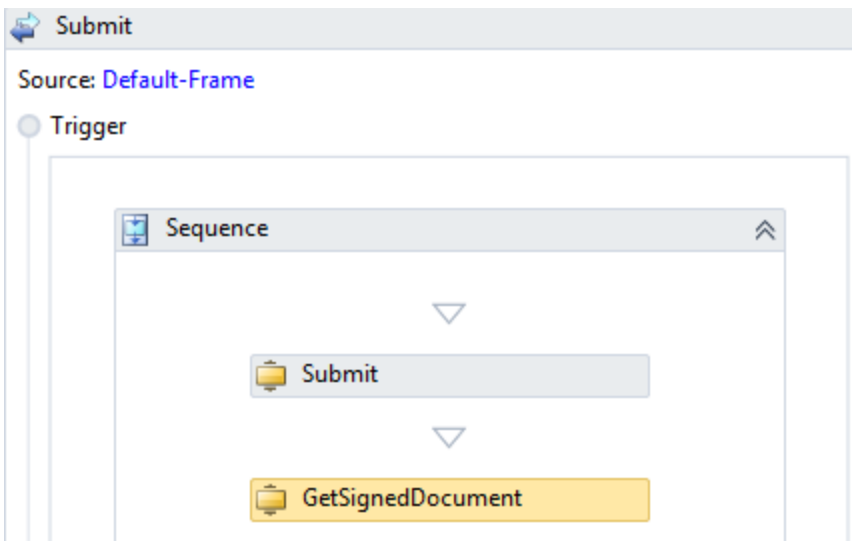 Submit
Source: Default-Frame
Trigger
Sequence
Submit
GetSignedDocument